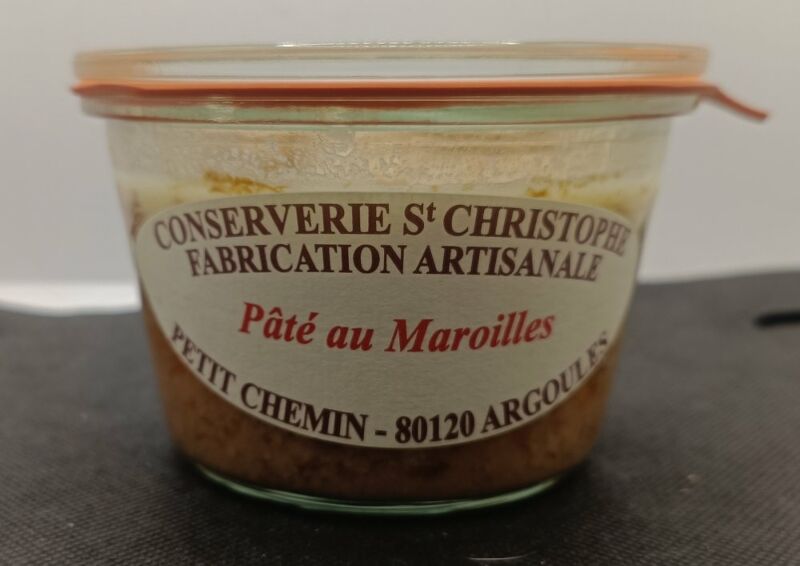 CONSERVERIE St CHRISTOPHE
FABRICATION ARTISANALE
Pâté au Maroilles
PETIT CHEMIN - 80120 ARGOULES